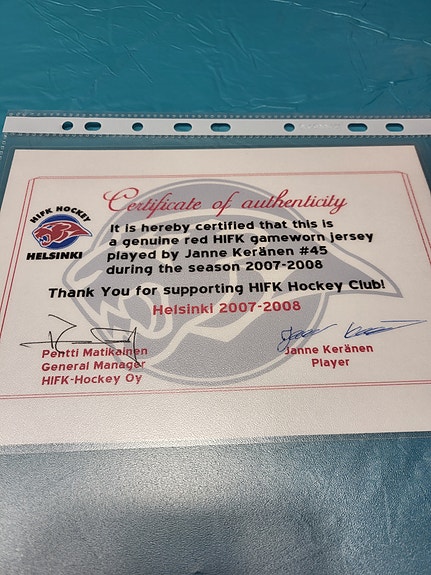 Certificate of authenticity
HIFK HOCKEY
HELSINKI
It is hereby certified that this is
a genuine red HIFK gameworn jersey
played by Janne Keränen #45
during the season 2007-2008
Thank You for supporting HIFK Hockey Club!
Helsinki 2007-2008
Pentti Matikainen
General Manager
HIFK-Hockey Oy
Janne Keränen
Player